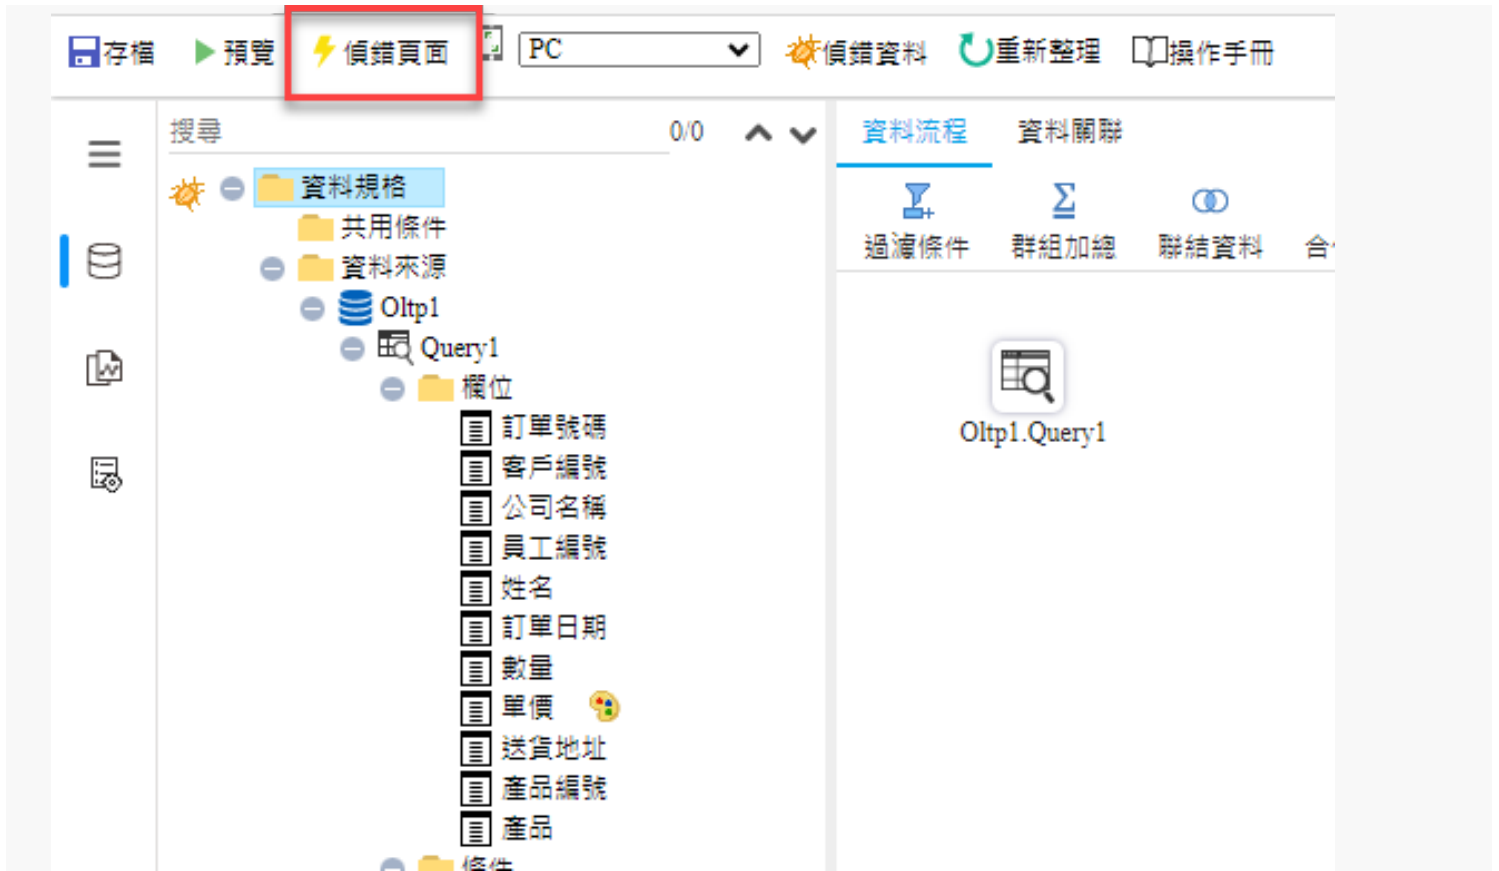 存檔 預覽 偵錯頁面 PC 偵錯資料 重新整理 操作手冊
搜尋 0/0
資料流程 資料關聯
資料規格
共用條件
資料來源
Oltp1
Query1
欄位
訂單號碼
客戶編號
公司名稱
員工編號
姓名
訂單日期
數量
單價
送貨地址
產品編號
產品
條件
過濾條件 群組加總 聯結資料 合
Oltp1.Query1